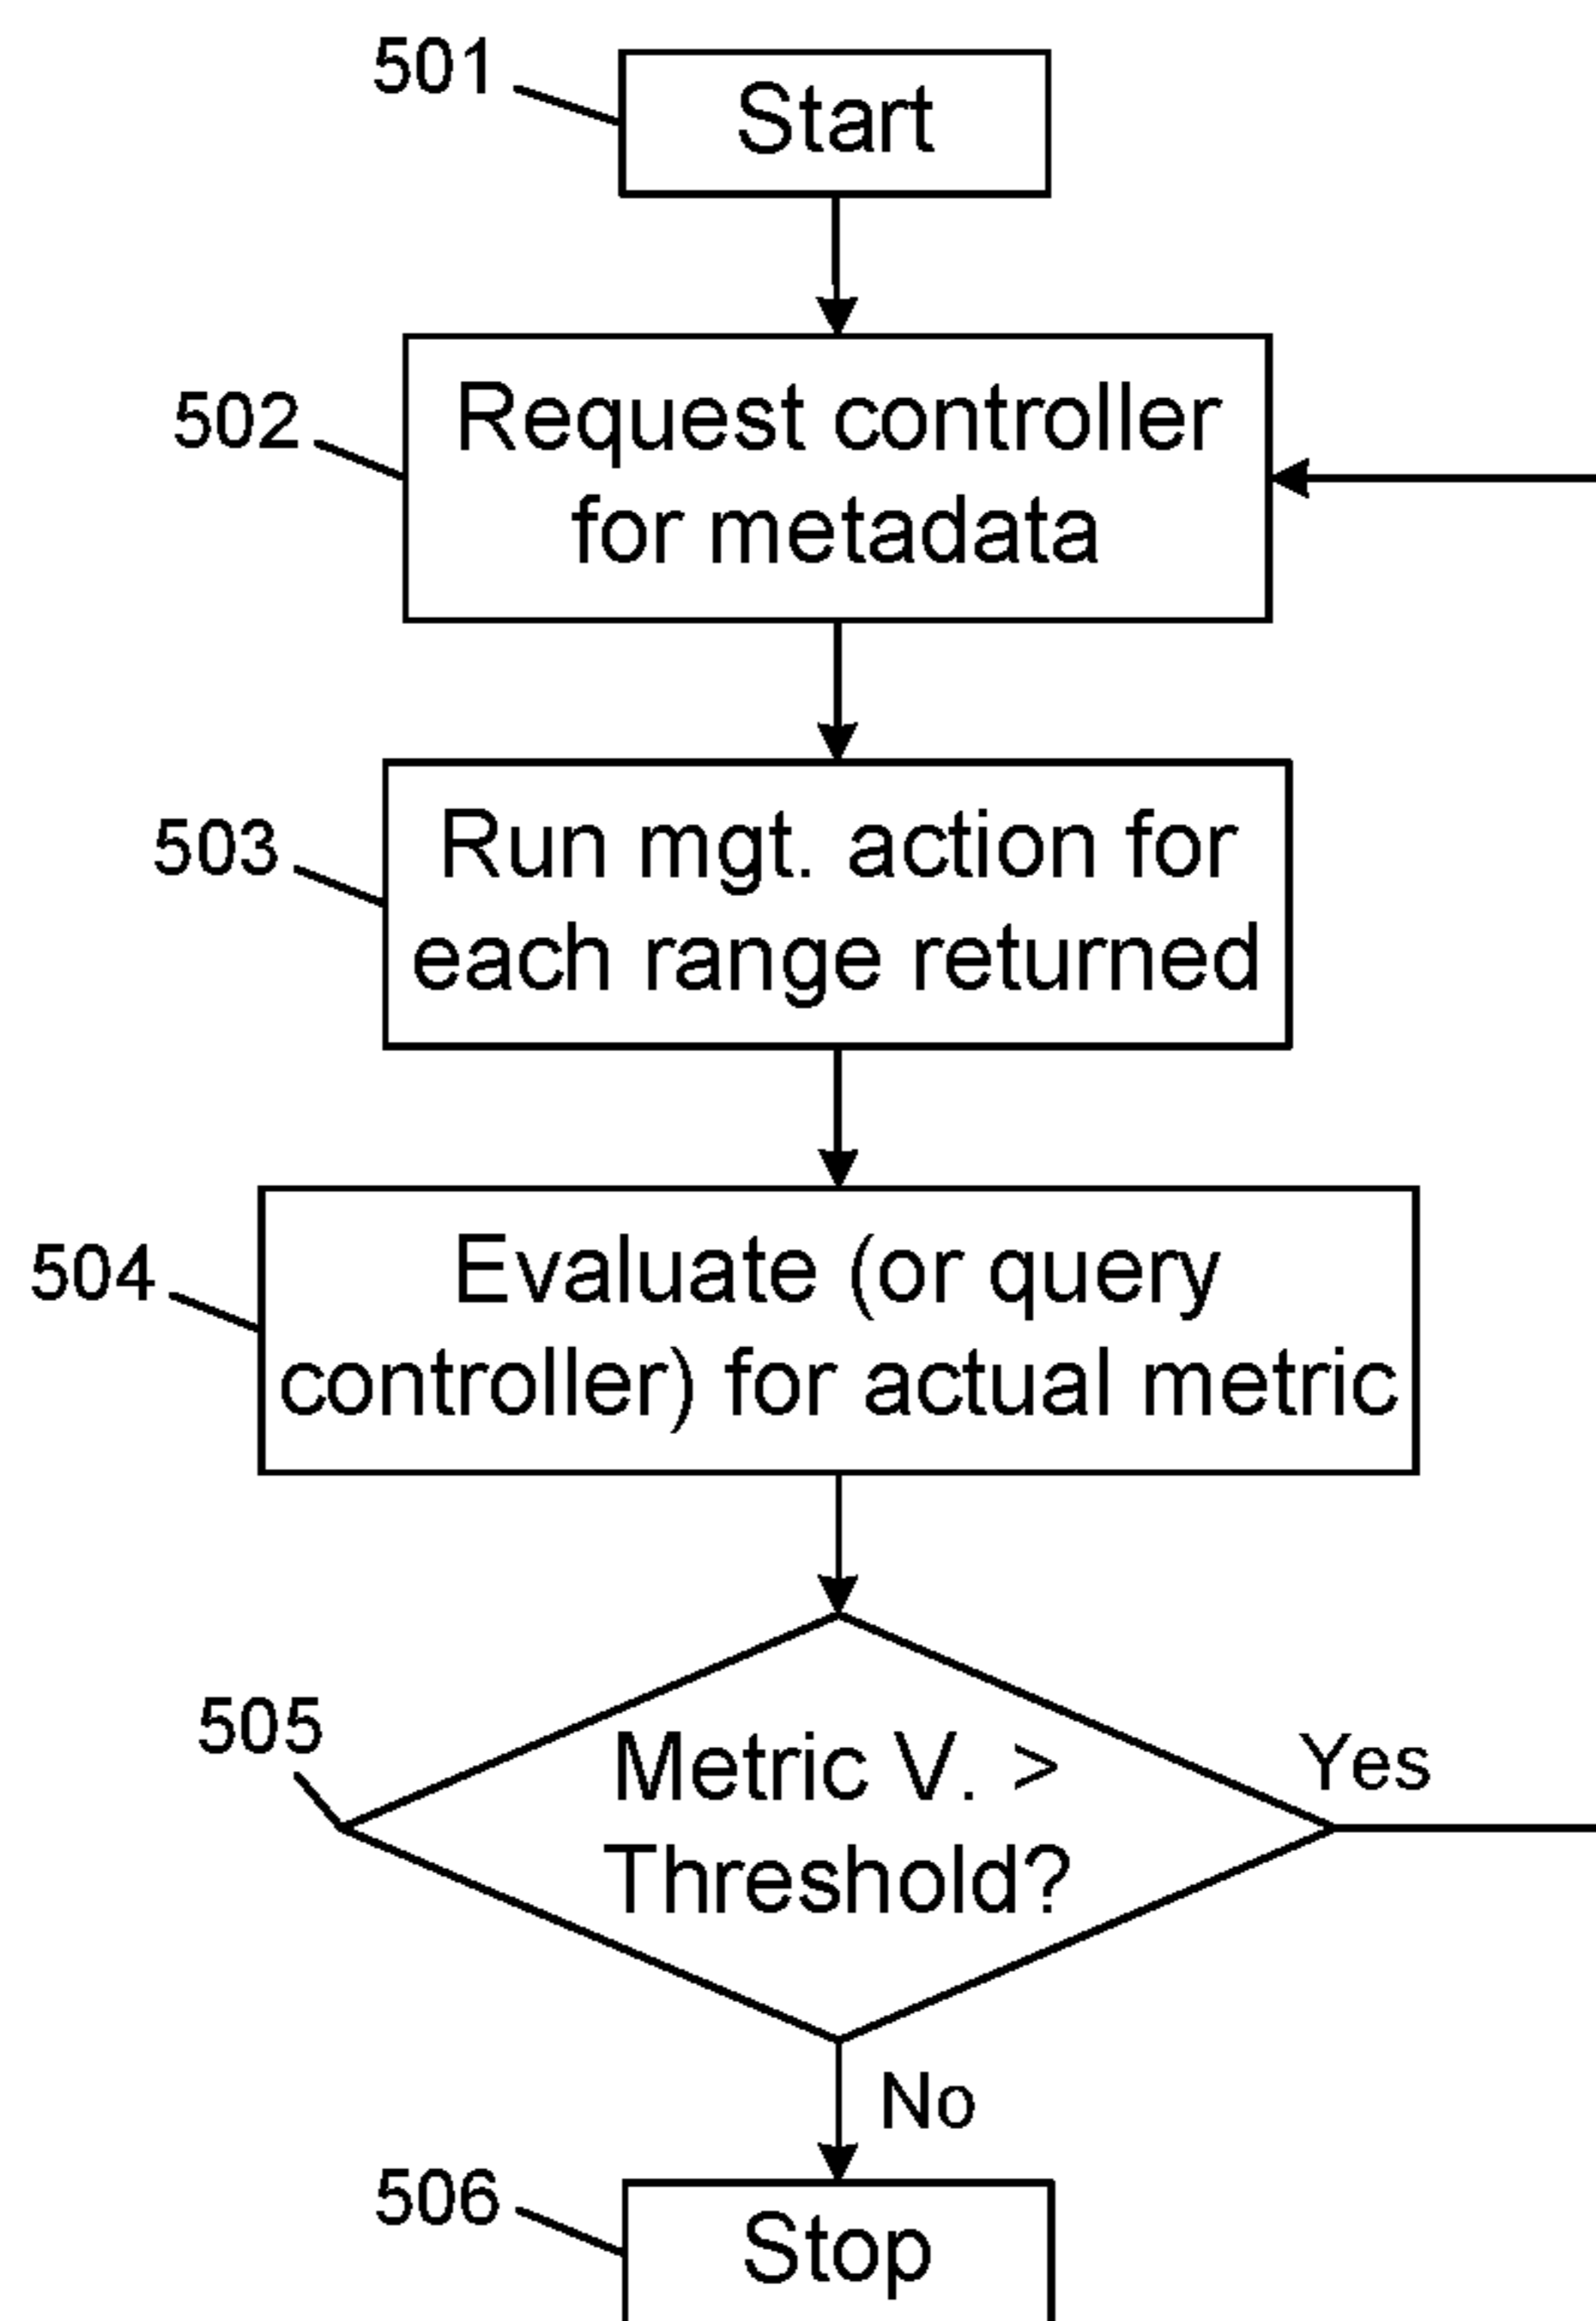 501
Start
502
Request controller
for metadata
503
Run mgt. action for
each range returned
504
Evaluate (or query
controller) for actual metric
505
Metric V. >
Threshold?
Yes
No
506
Stop